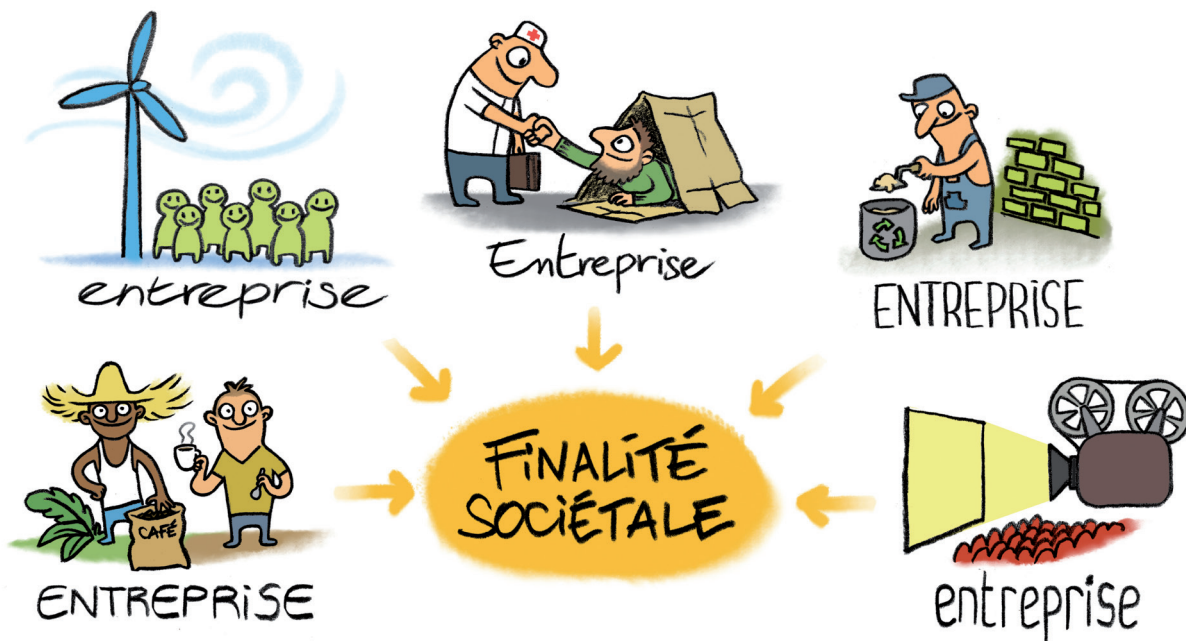 entreprise
Entreprise
ENTREPRISE
CAFÉ
ENTREPRISE
FINALITÉ
SOCIÉTALE
entreprise